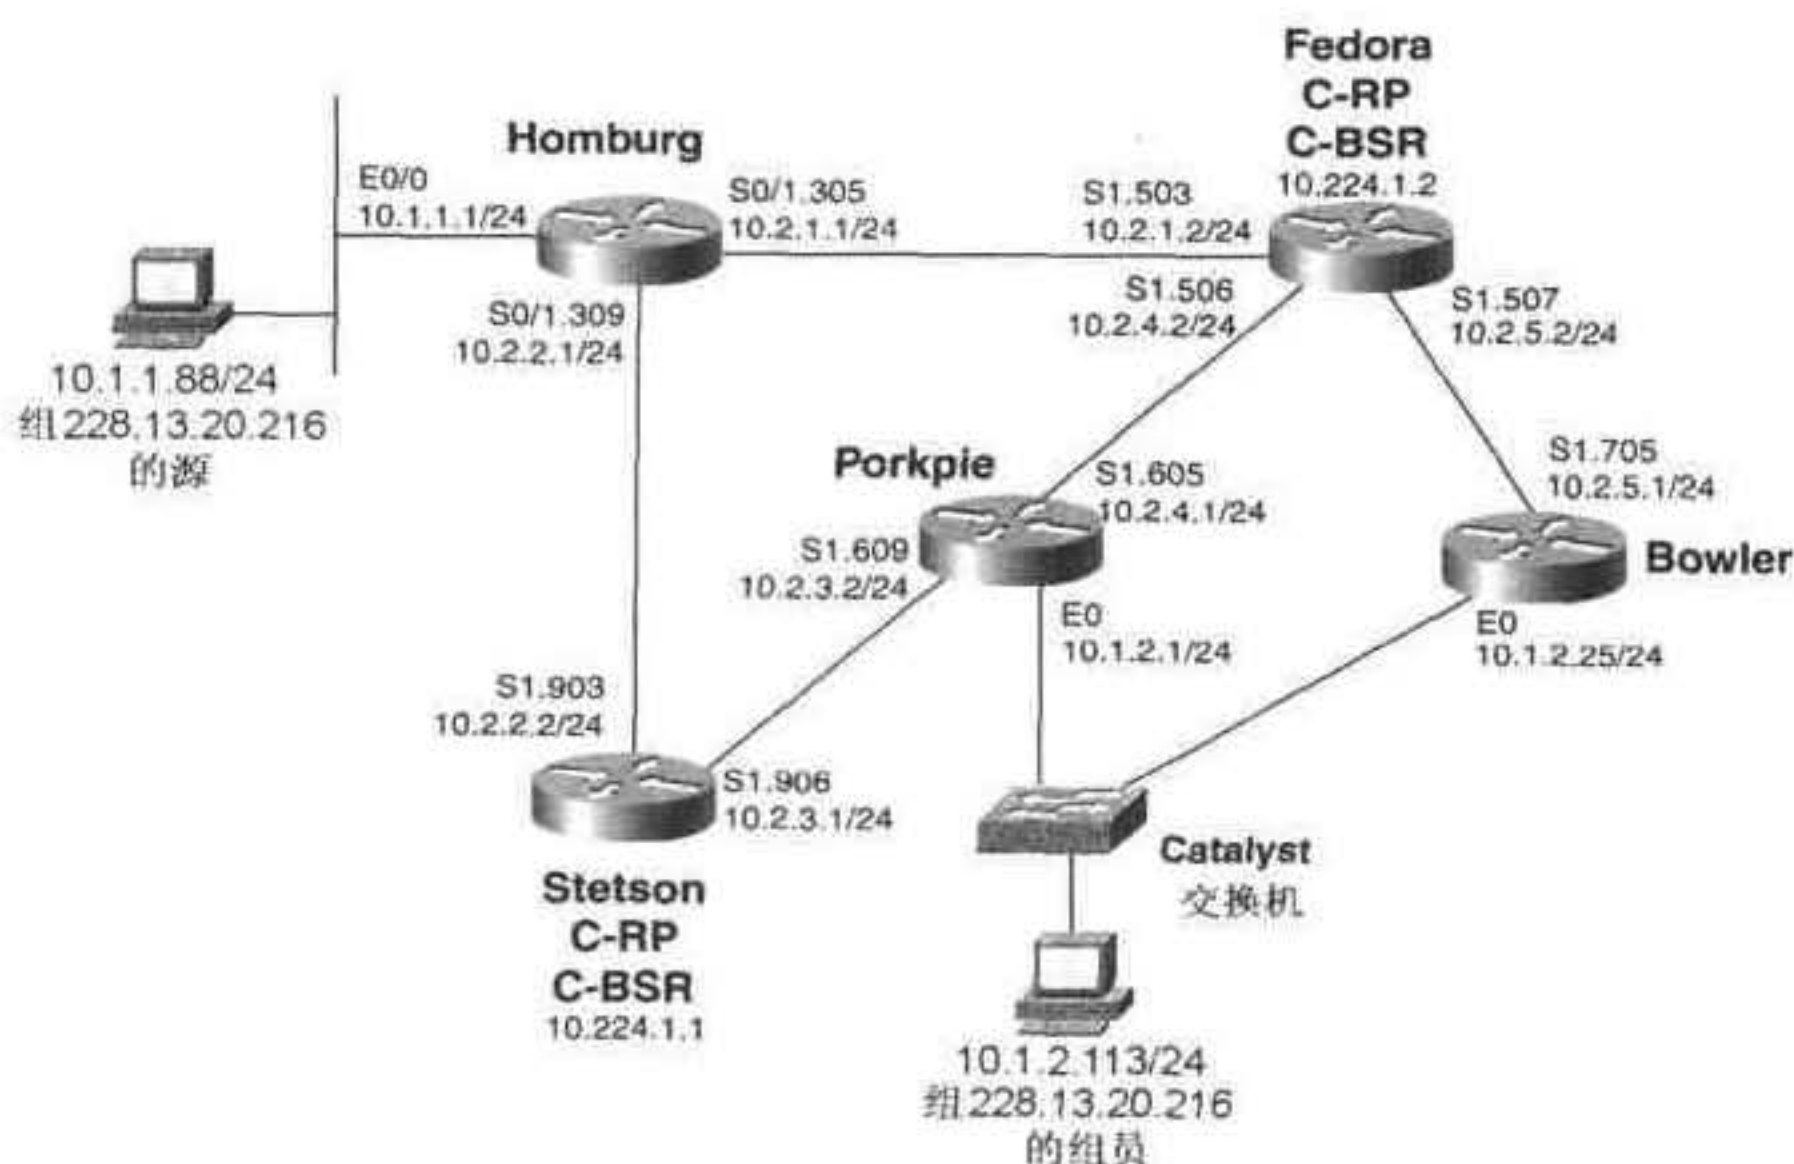 Fedora
C-RP
C-BSR
10.224.1.2
Homburg
E0/0
10.1.1.1/24
S0/1.305
10.2.1.1/24
S1.503
10.2.1.2/24
S1.506
10.2.4.2/24
S1.507
10.2.5.2/24
S0/1.309
10.2.2.1/24
10.1.1.88/24
组228.13.20.216
的源
Porkpie
S1.605
10.2.4.1/24
S1.705
10.2.5.1/24
S1.609
10.2.3.2/24
Bowler
E0
10.1.2.1/24
E0
10.1.2.25/24
S1.903
10.2.2.2/24
S1.906
10.2.3.1/24
Stetson
C-RP
C-BSR
10.224.1.1
Catalyst
交换机
10.1.2.113/24
组228.13.20.216
的组员